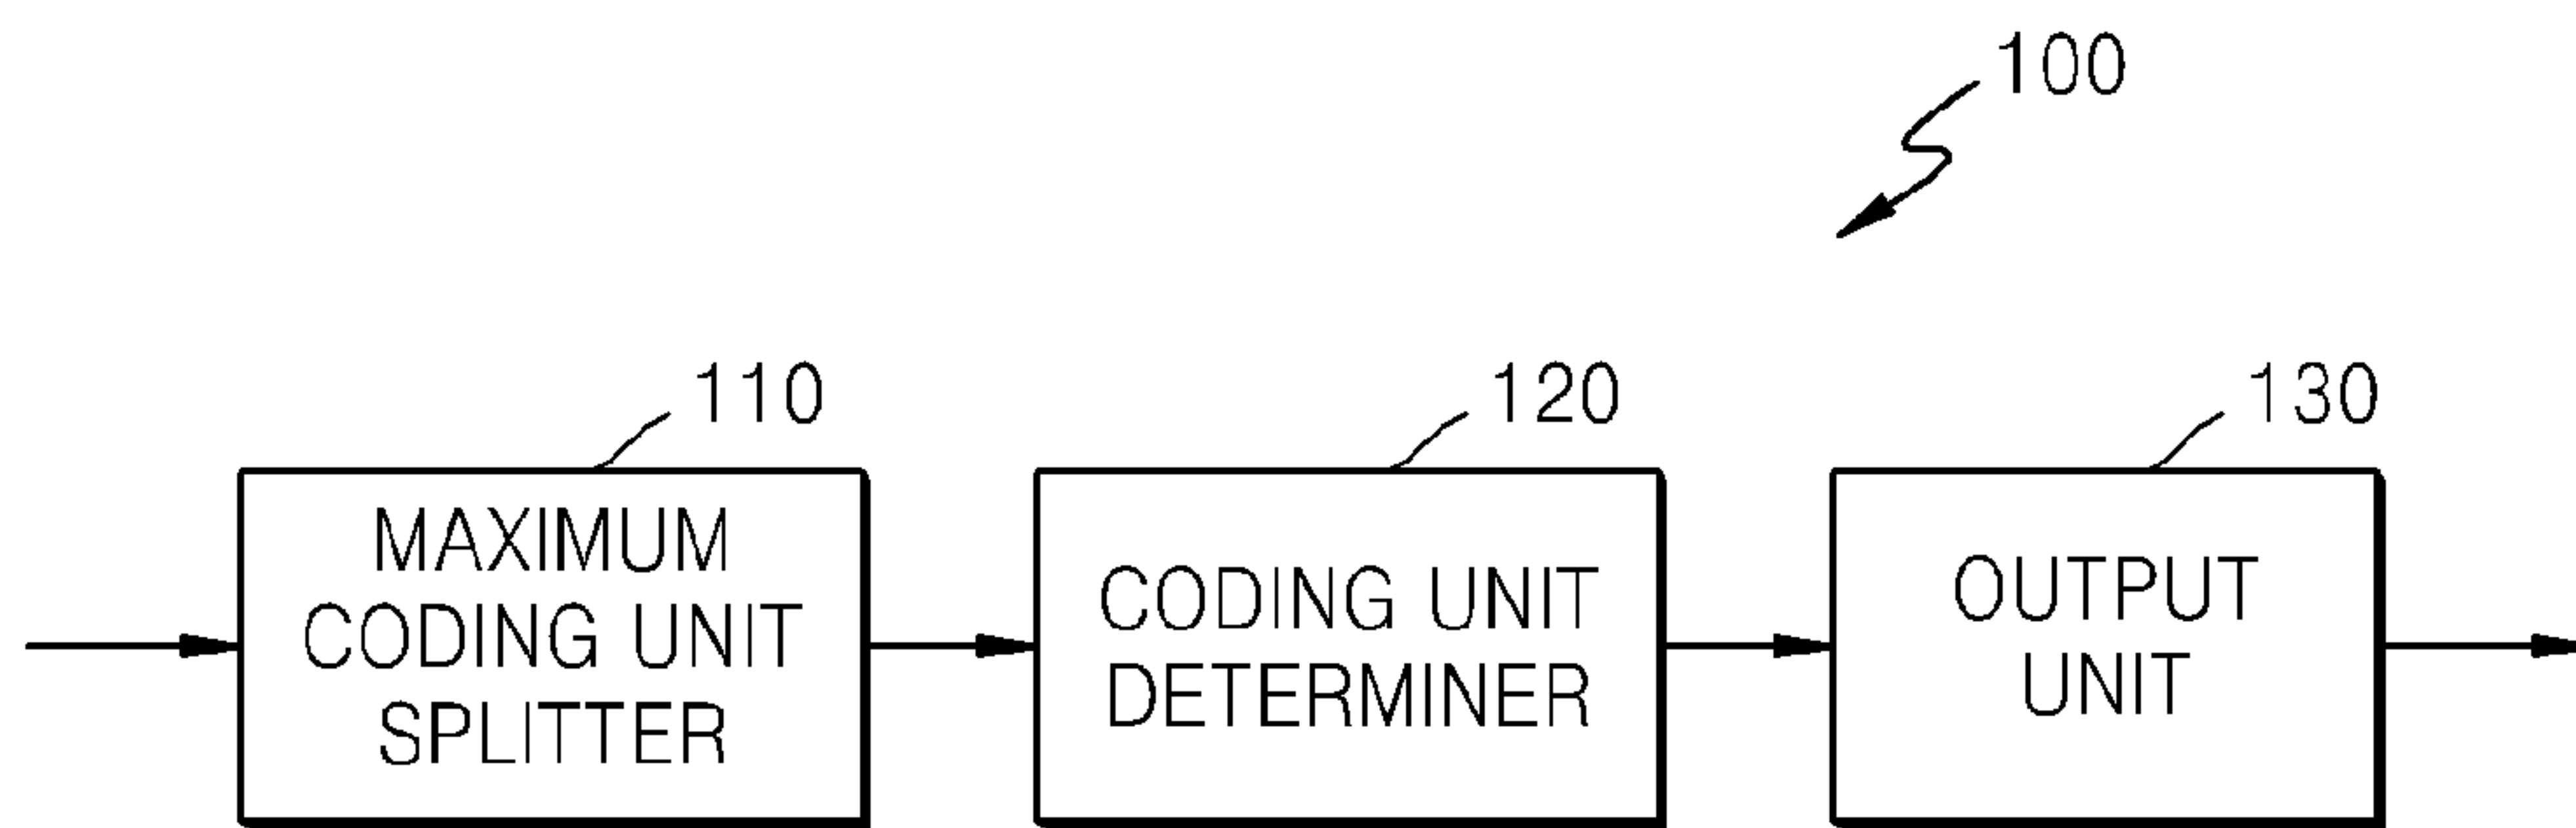 100
110
120
130
MAXIMUM
CODING UNIT
SPLITTER
CODING UNIT
DETERMINER
OUTPUT
UNIT